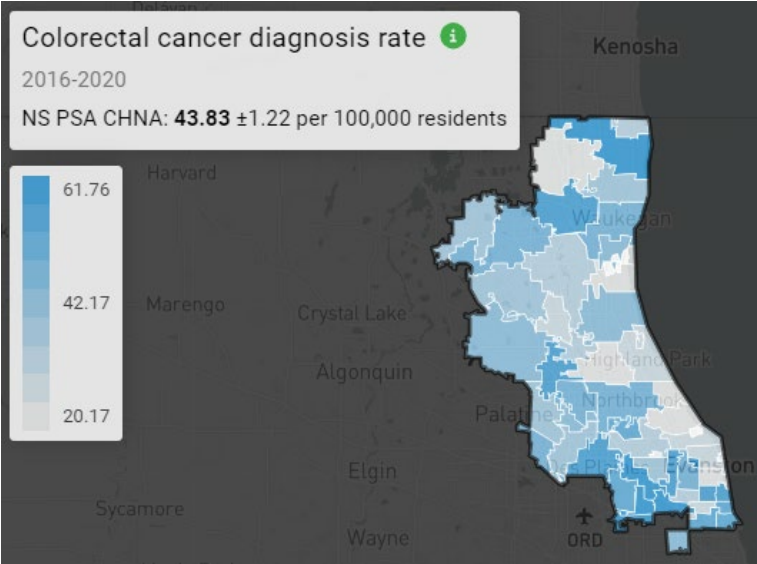 Delavan
Colorectal cancer diagnosis rate i
2016-2020
NS PSA CHNA: 43.83 ±1.22 per 100,000 residents
Kenosha
61.76
42.17
20.17
Harvard
Waukegan
Marengo
Crystal Lake
Highland Park
Algonquin
Northbrook
Palatine
Des Plaines
Evanston
Elgin
Sycamore
Wayne
ORD